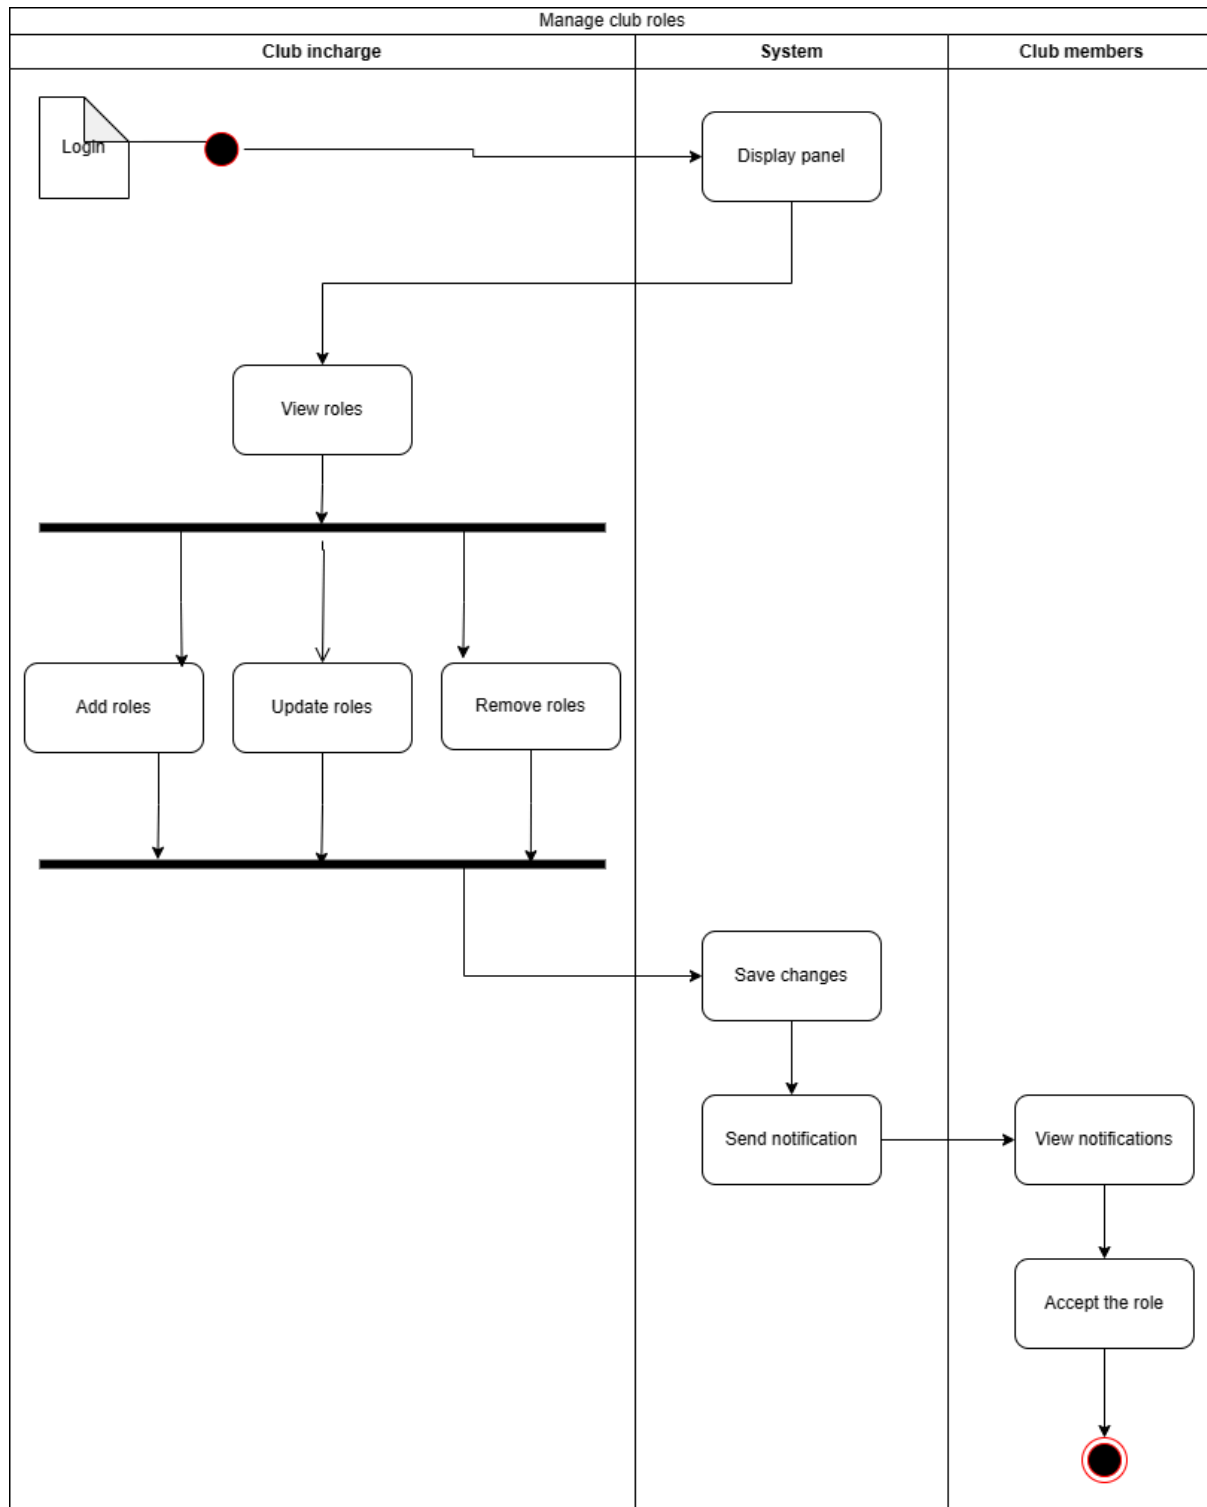 Manage club roles
Club incharge
System
Club members
Login
Display panel
View roles
Add roles
Update roles
Remove roles
Save changes
Send notification
View notifications
Accept the role